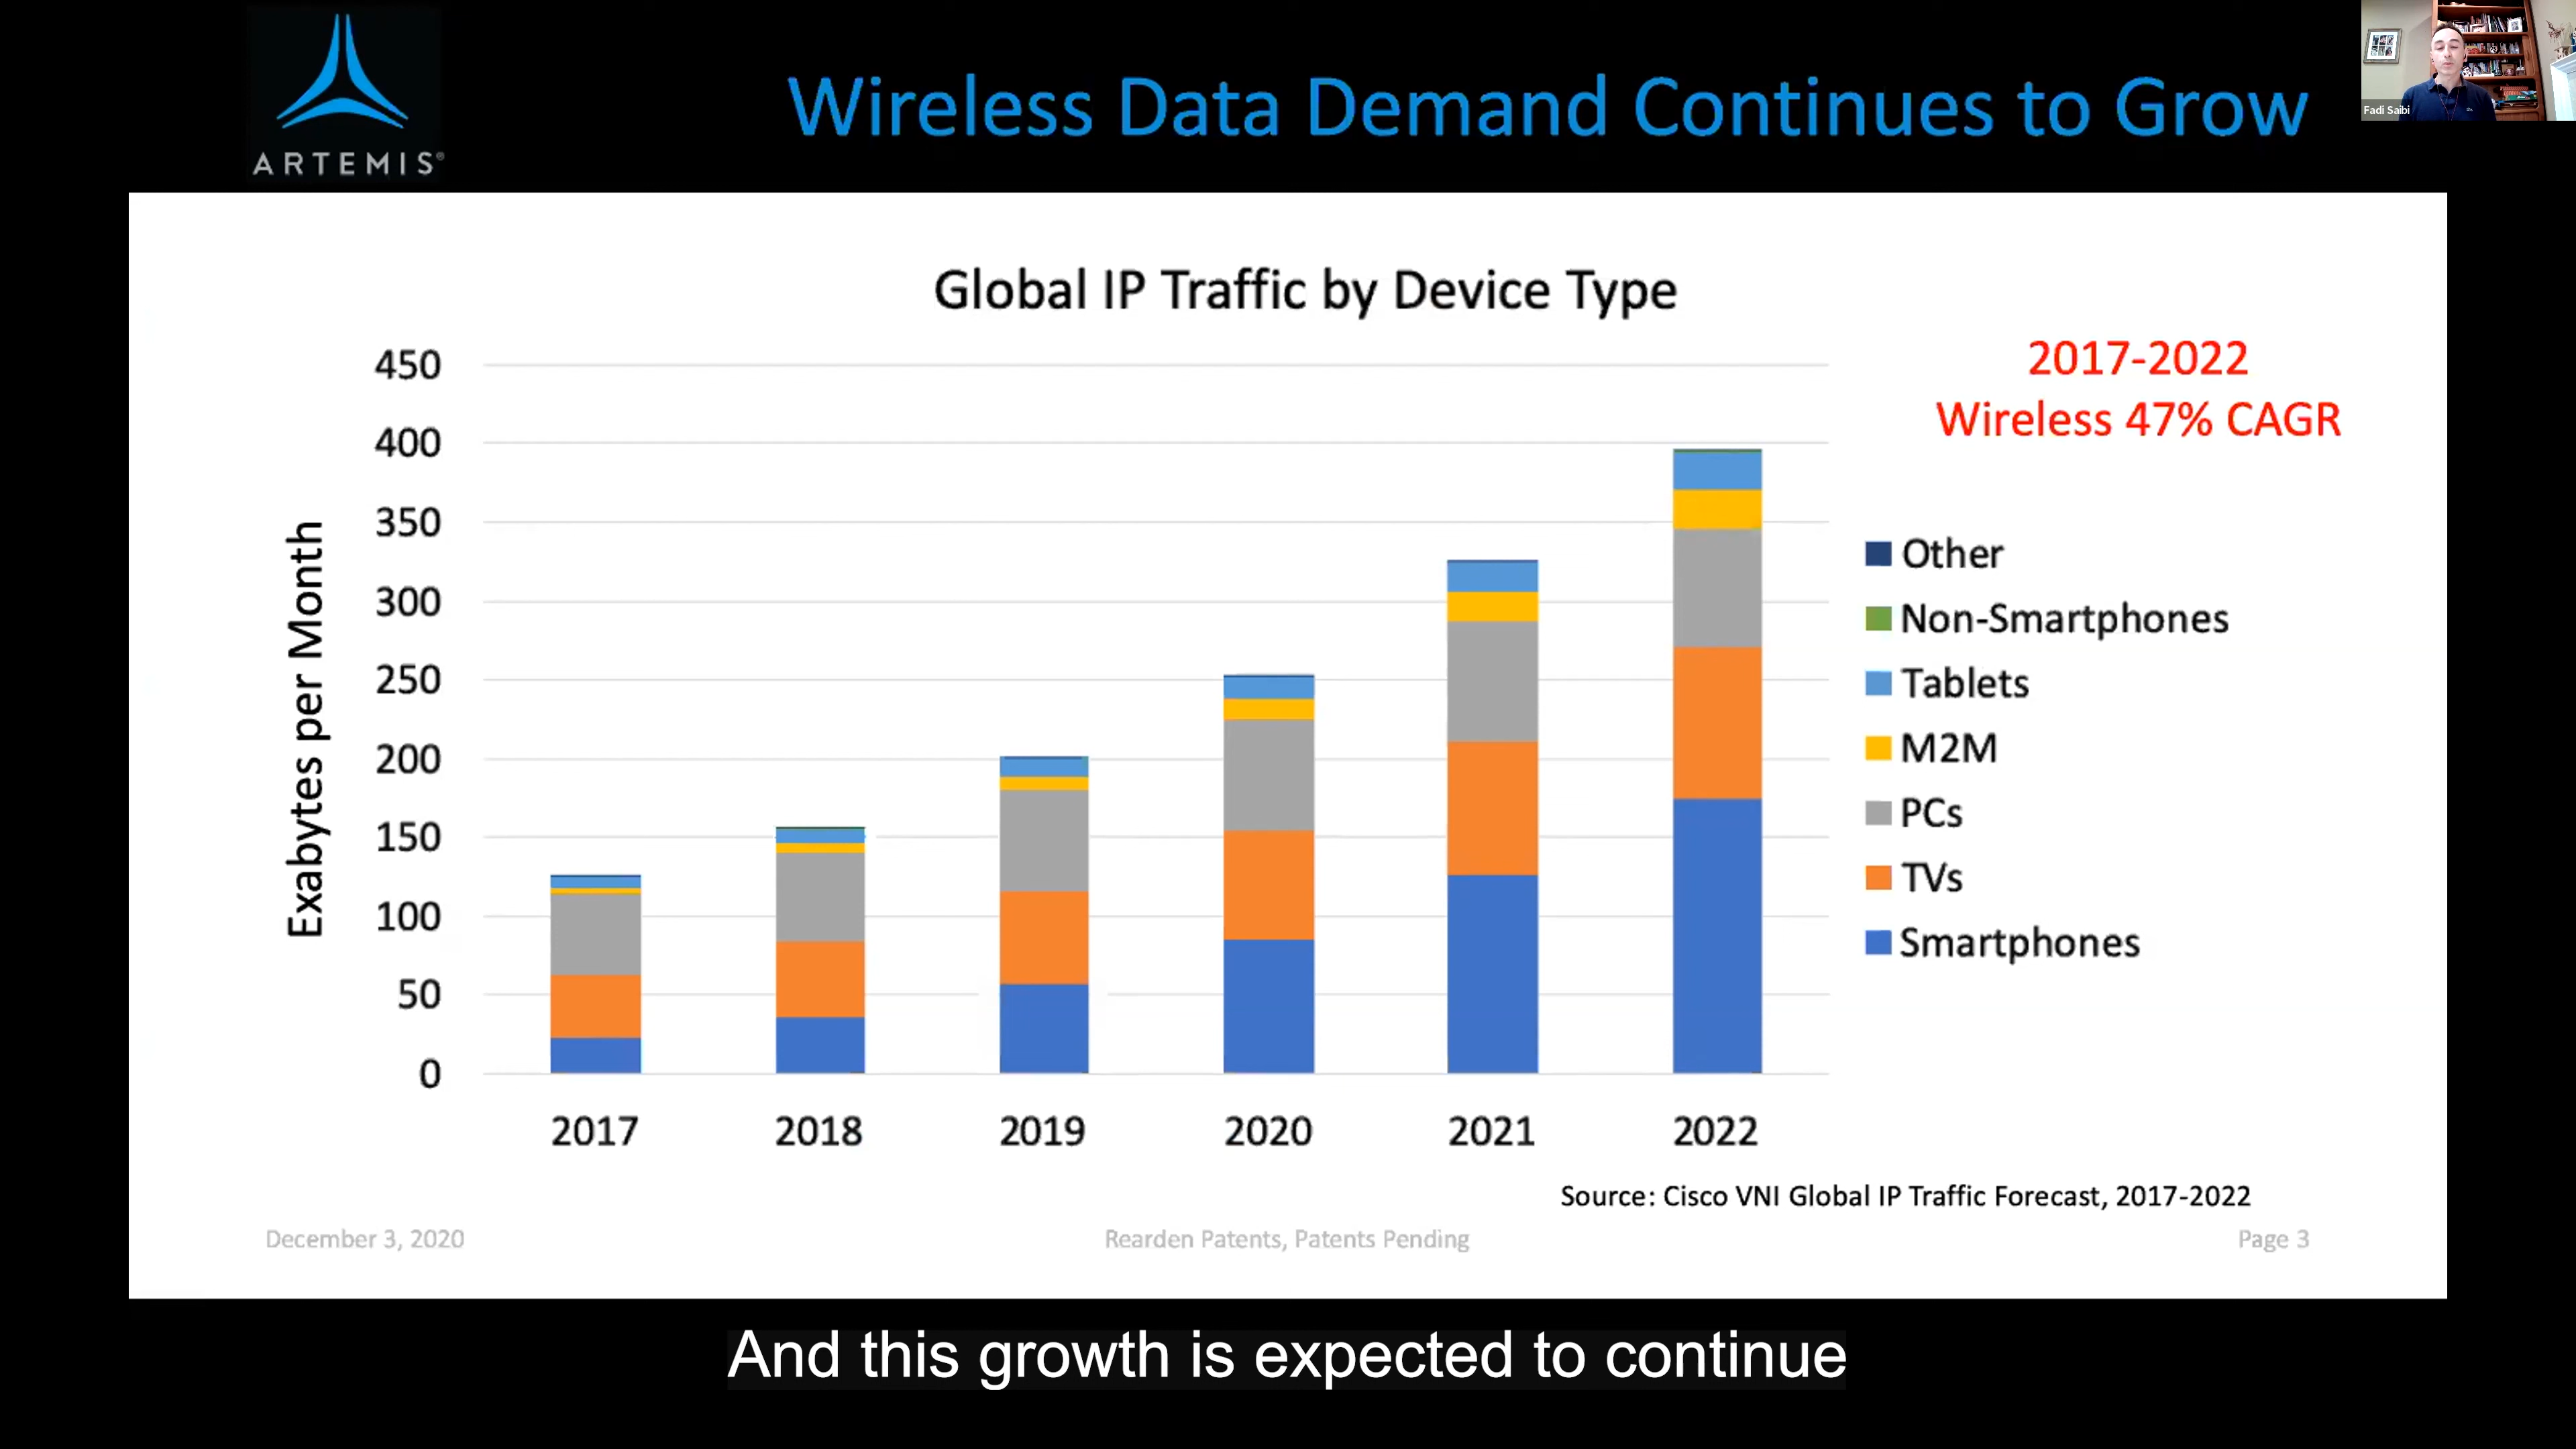 ARTEMIS®
Wireless Data Demand Continues to Grow
Fadi Saibi
Global IP Traffic by Device Type
2017-2022
Wireless 47% CAGR
Exabytes per Month
450
400
350
300
250
200
150
100
50
0
2017 2018 2019 2020 2021 2022
Other
Non-Smartphones
Tablets
M2M
PCs
TVs
Smartphones
Source: Cisco VNI Global IP Traffic Forecast, 2017-2022
December 3, 2020 Rearden Patents, Patents Pending Page 3
And this growth is expected to continue